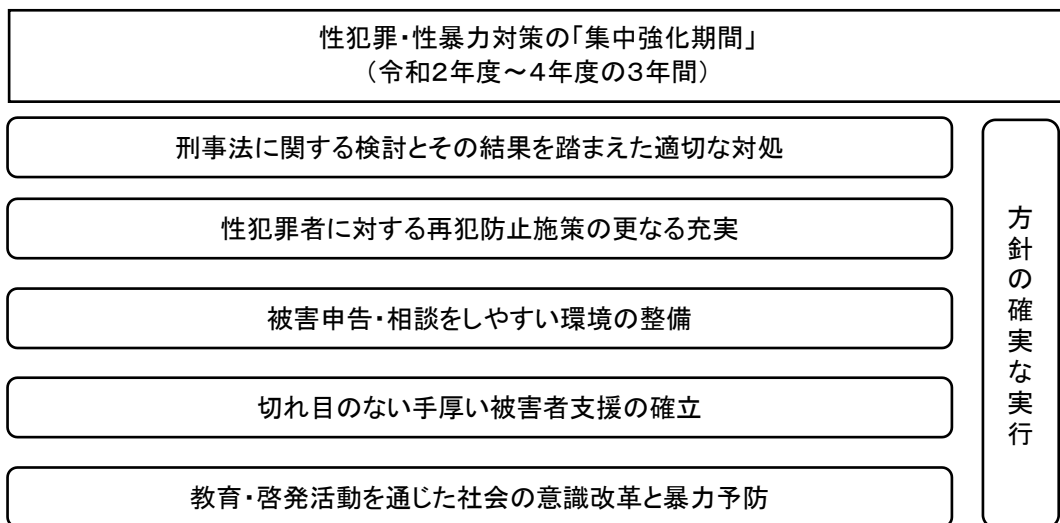 性犯罪・性暴力対策の「集中強化期間」
（令和２年度～４年度の３年間）
刑事法に関する検討とその結果を踏まえた適切な対処
性犯罪者に対する再犯防止施策の更なる充実
被害申告・相談をしやすい環境の整備
切れ目のない手厚い被害者支援の確立
教育・啓発活動を通じた社会の意識改革と暴力予防
方針の確実な実行